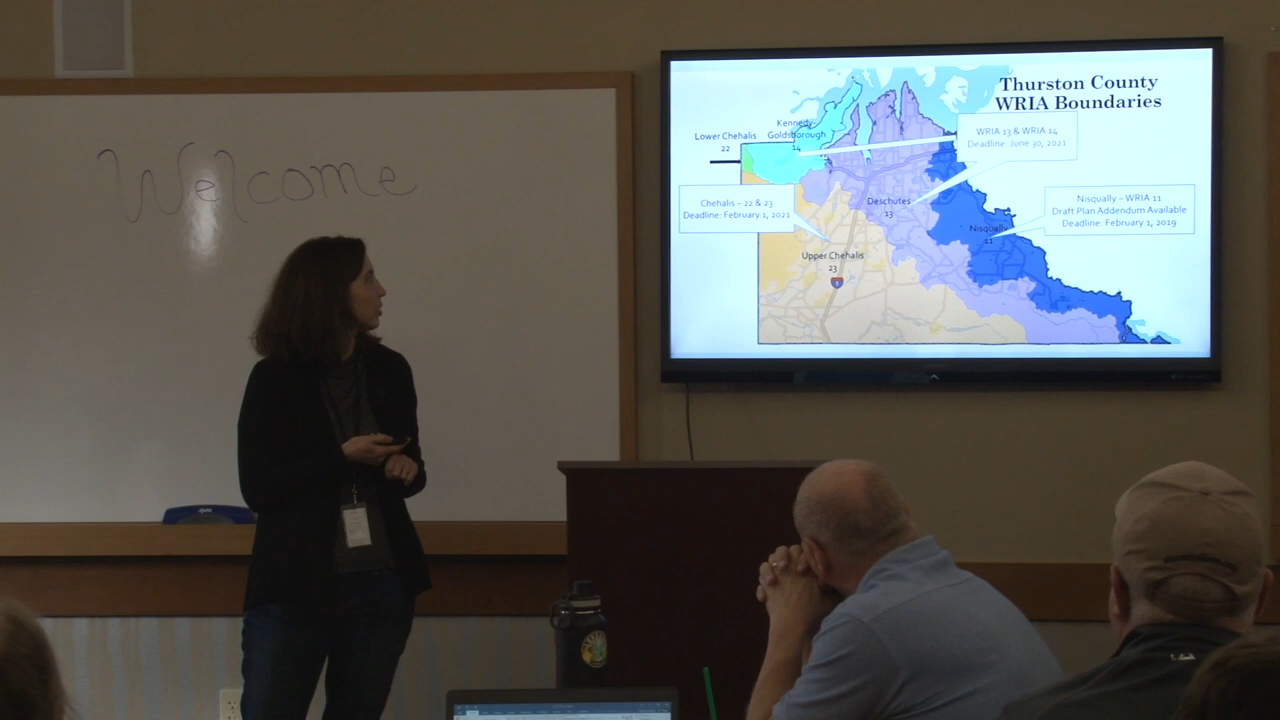 Welcome
Thurston County
WRIA Boundaries
Kennedy-
Goldsborough
14
Lower Chehalis
22
WRIA 13 & WRIA 14
Deadline: June 30, 2021
Chehalis – 22 & 23
Deadline: February 1, 2021
Deschutes
13
Nisqually – WRIA 11
Draft Plan Addendum Available
Deadline: February 1, 2019
Nisqually
11
Upper Chehalis
23